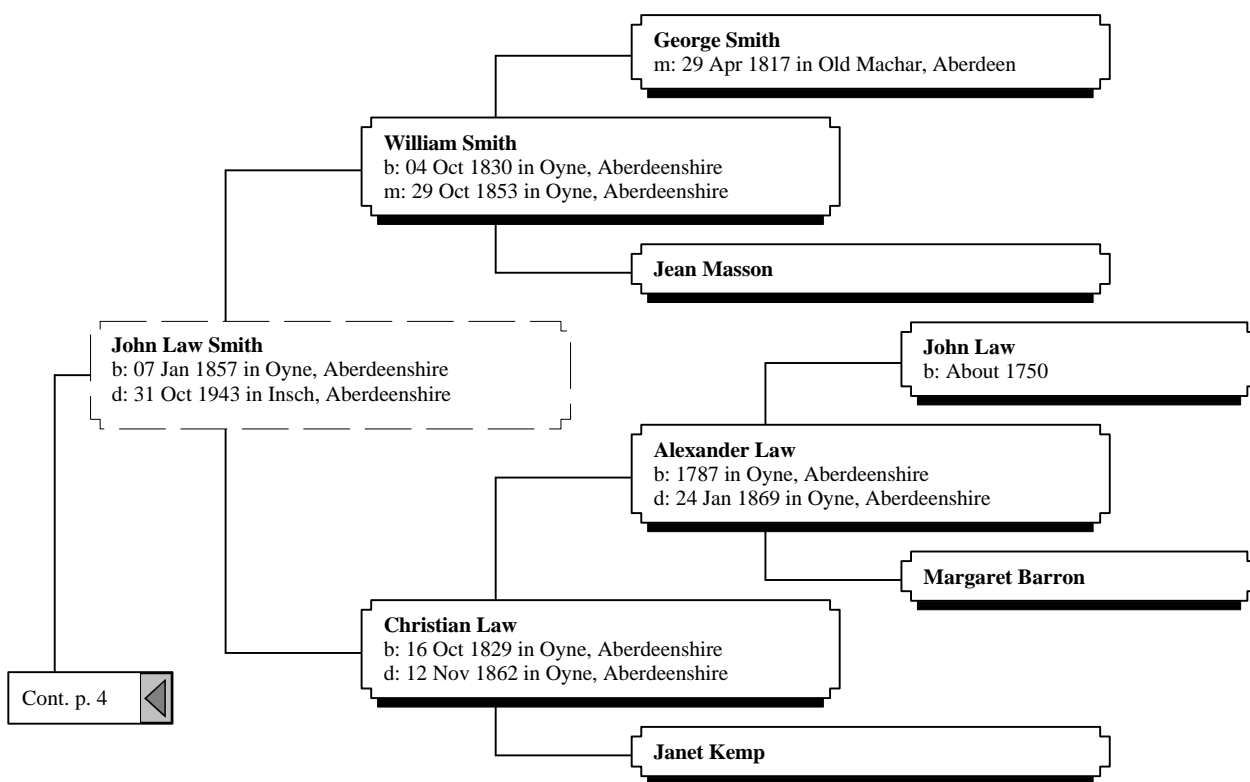 George Smith
m: 29 Apr 1817 in Old Machar, Aberdeen
William Smith
b: 04 Oct 1830 in Oyne, Aberdeenshire
m: 29 Oct 1853 in Oyne, Aberdeenshire
Jean Masson
John Law Smith
b: 07 Jan 1857 in Oyne, Aberdeenshire
d: 31 Oct 1943 in Insch, Aberdeenshire
John Law
b: About 1750
Alexander Law
b: 1787 in Oyne, Aberdeenshire
d: 24 Jan 1869 in Oyne, Aberdeenshire
Margaret Barron
Christian Law
b: 16 Oct 1829 in Oyne, Aberdeenshire
d: 12 Nov 1862 in Oyne, Aberdeenshire
Cont. p. 4
Janet Kemp